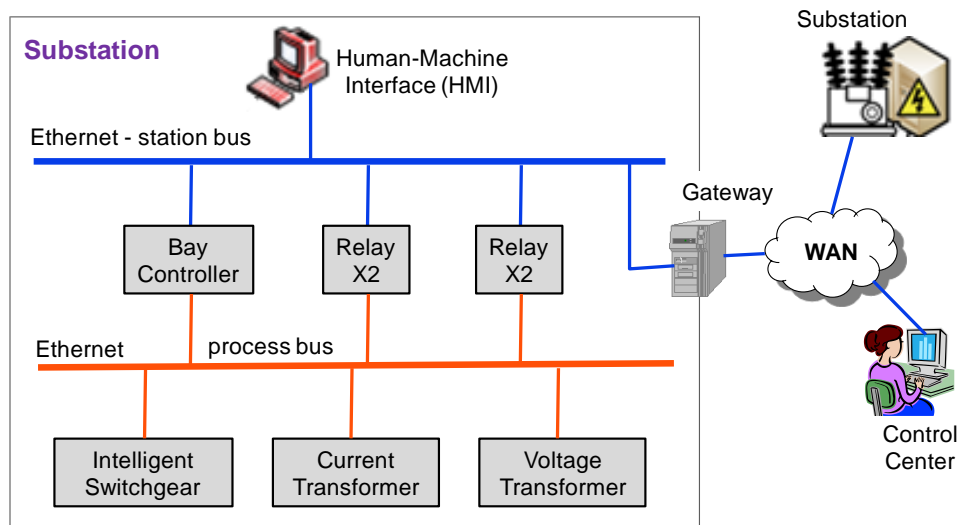 Substation
Human-Machine
Interface (HMI)
Substation
Ethernet - station bus
Gateway
Bay
Controller
Relay
X2
Relay
X2
WAN
Ethernet process bus
Intelligent
Switchgear
Current
Transformer
Voltage
Transformer
Control
Center